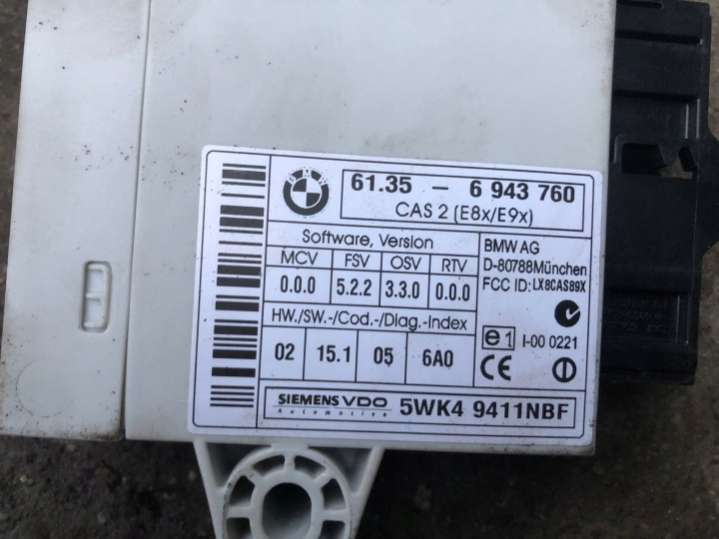 BMW
61.35 - 6 943 760
CAS 2 (E8x/E9x)
Software, Version
MCV FSV OSV RTV
0.0.0 5.2.2 3.3.0 0.0.0
HW./SW.-/Cod.-/Diag.-Index
02 15.1 05 6A0
BMW AG
D-80788München
FCC ID: LX8CAS89X
e1 I-00 0221
CE
SIEMENS VDO
Automotive
5WK4 9411NBF